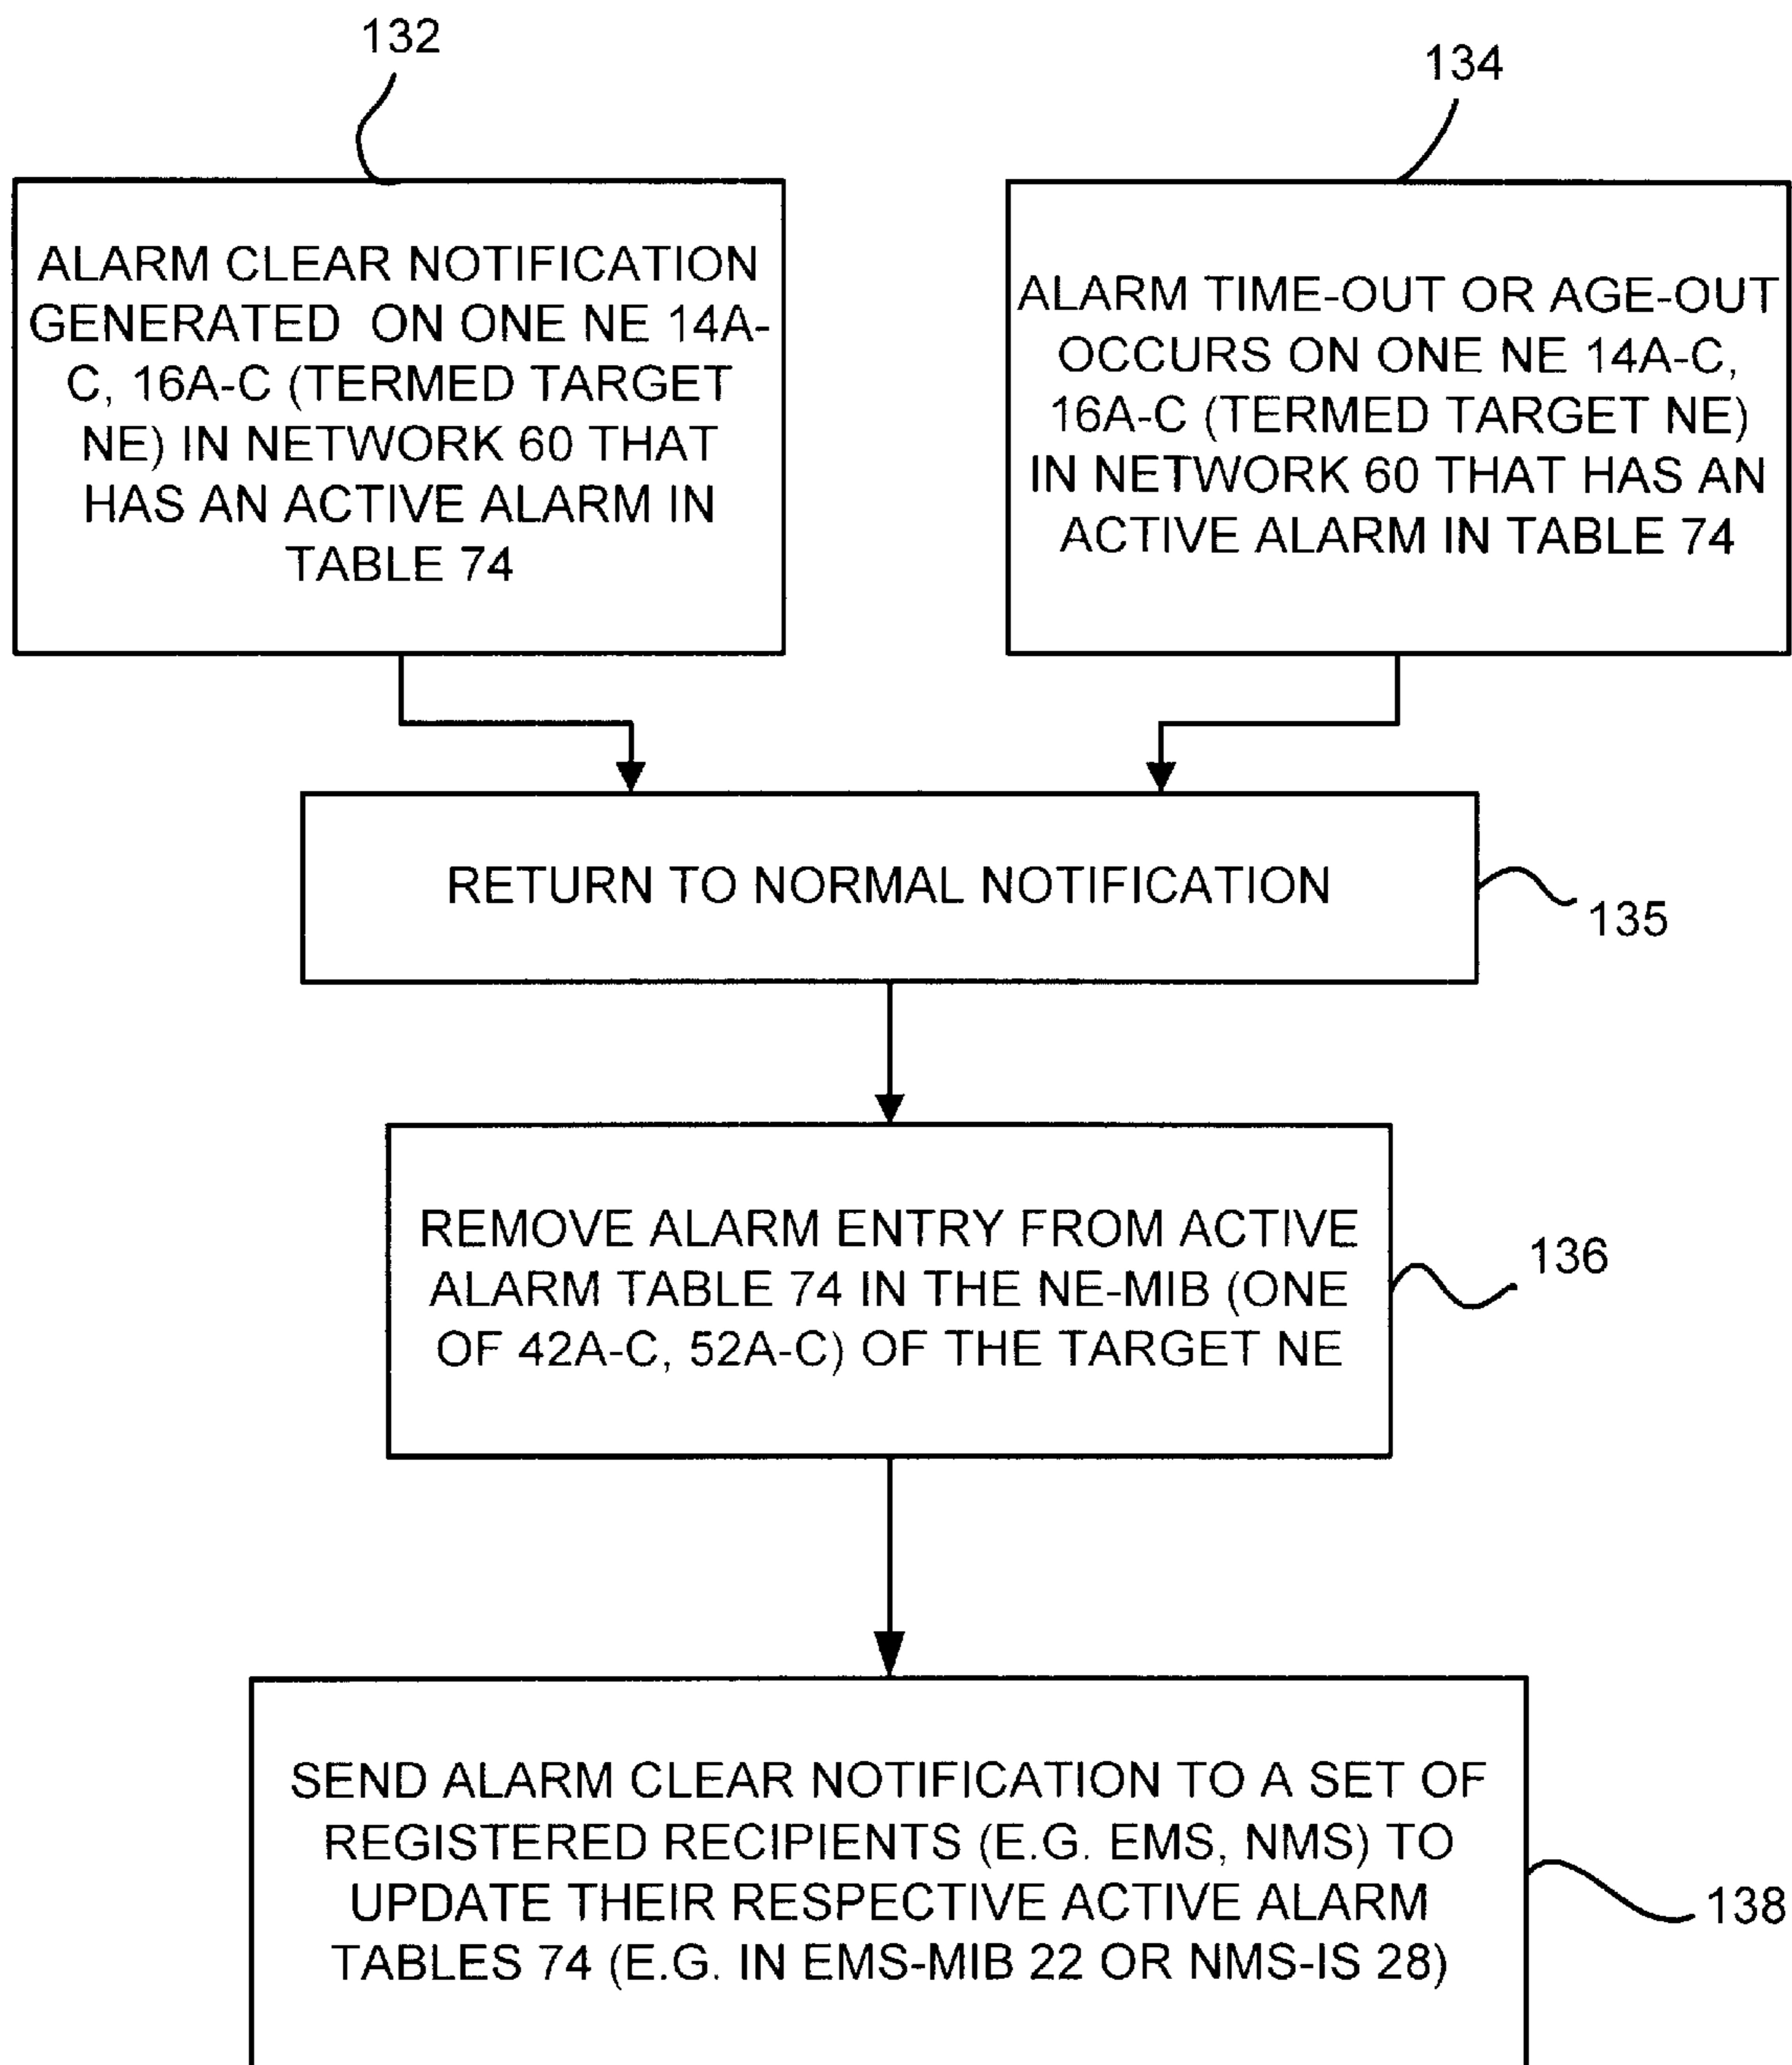 132
134
ALARM CLEAR NOTIFICATION
GENERATED ON ONE NE 14A-
C, 16A-C (TERMED TARGET
NE) IN NETWORK 60 THAT
HAS AN ACTIVE ALARM IN
TABLE 74
ALARM TIME-OUT OR AGE-OUT
OCCURS ON ONE NE 14A-C,
16A-C (TERMED TARGET NE)
IN NETWORK 60 THAT HAS AN
ACTIVE ALARM IN TABLE 74
RETURN TO NORMAL NOTIFICATION
135
REMOVE ALARM ENTRY FROM ACTIVE
ALARM TABLE 74 IN THE NE-MIB (ONE
OF 42A-C, 52A-C) OF THE TARGET NE
136
SEND ALARM CLEAR NOTIFICATION TO A SET OF
REGISTERED RECIPIENTS (E.G. EMS, NMS) TO
UPDATE THEIR RESPECTIVE ACTIVE ALARM
TABLES 74 (E.G. IN EMS-MIB 22 OR NMS-IS 28)
138